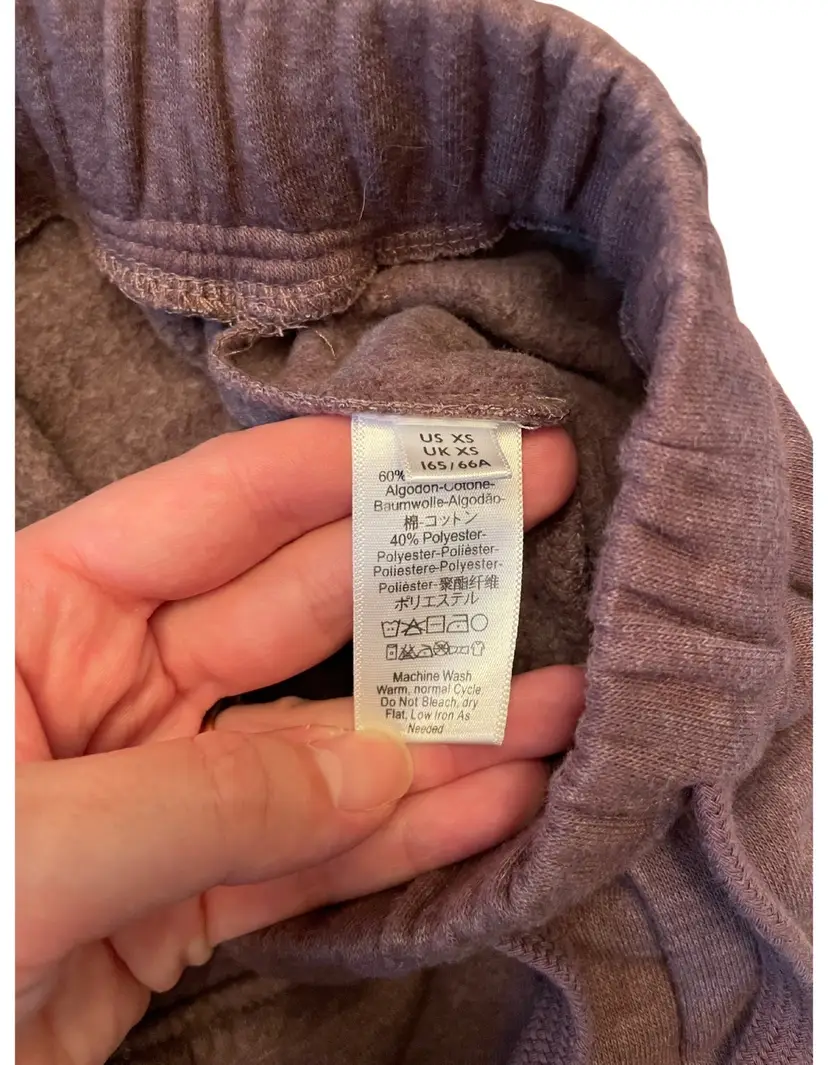 US XS
UK XS
165/66A
60%
Algodón-Cotone-
Baumwolle-Algodão-
棉-コットン
40% Polyester-
Polyester-Poliéster-
Poliestere-Polyester-
Poliéster-聚酯纤维
ポリエステル
Machine Wash
Warm, normal Cycle
Do Not Bleach, dry
Flat, Low Iron As
Needed